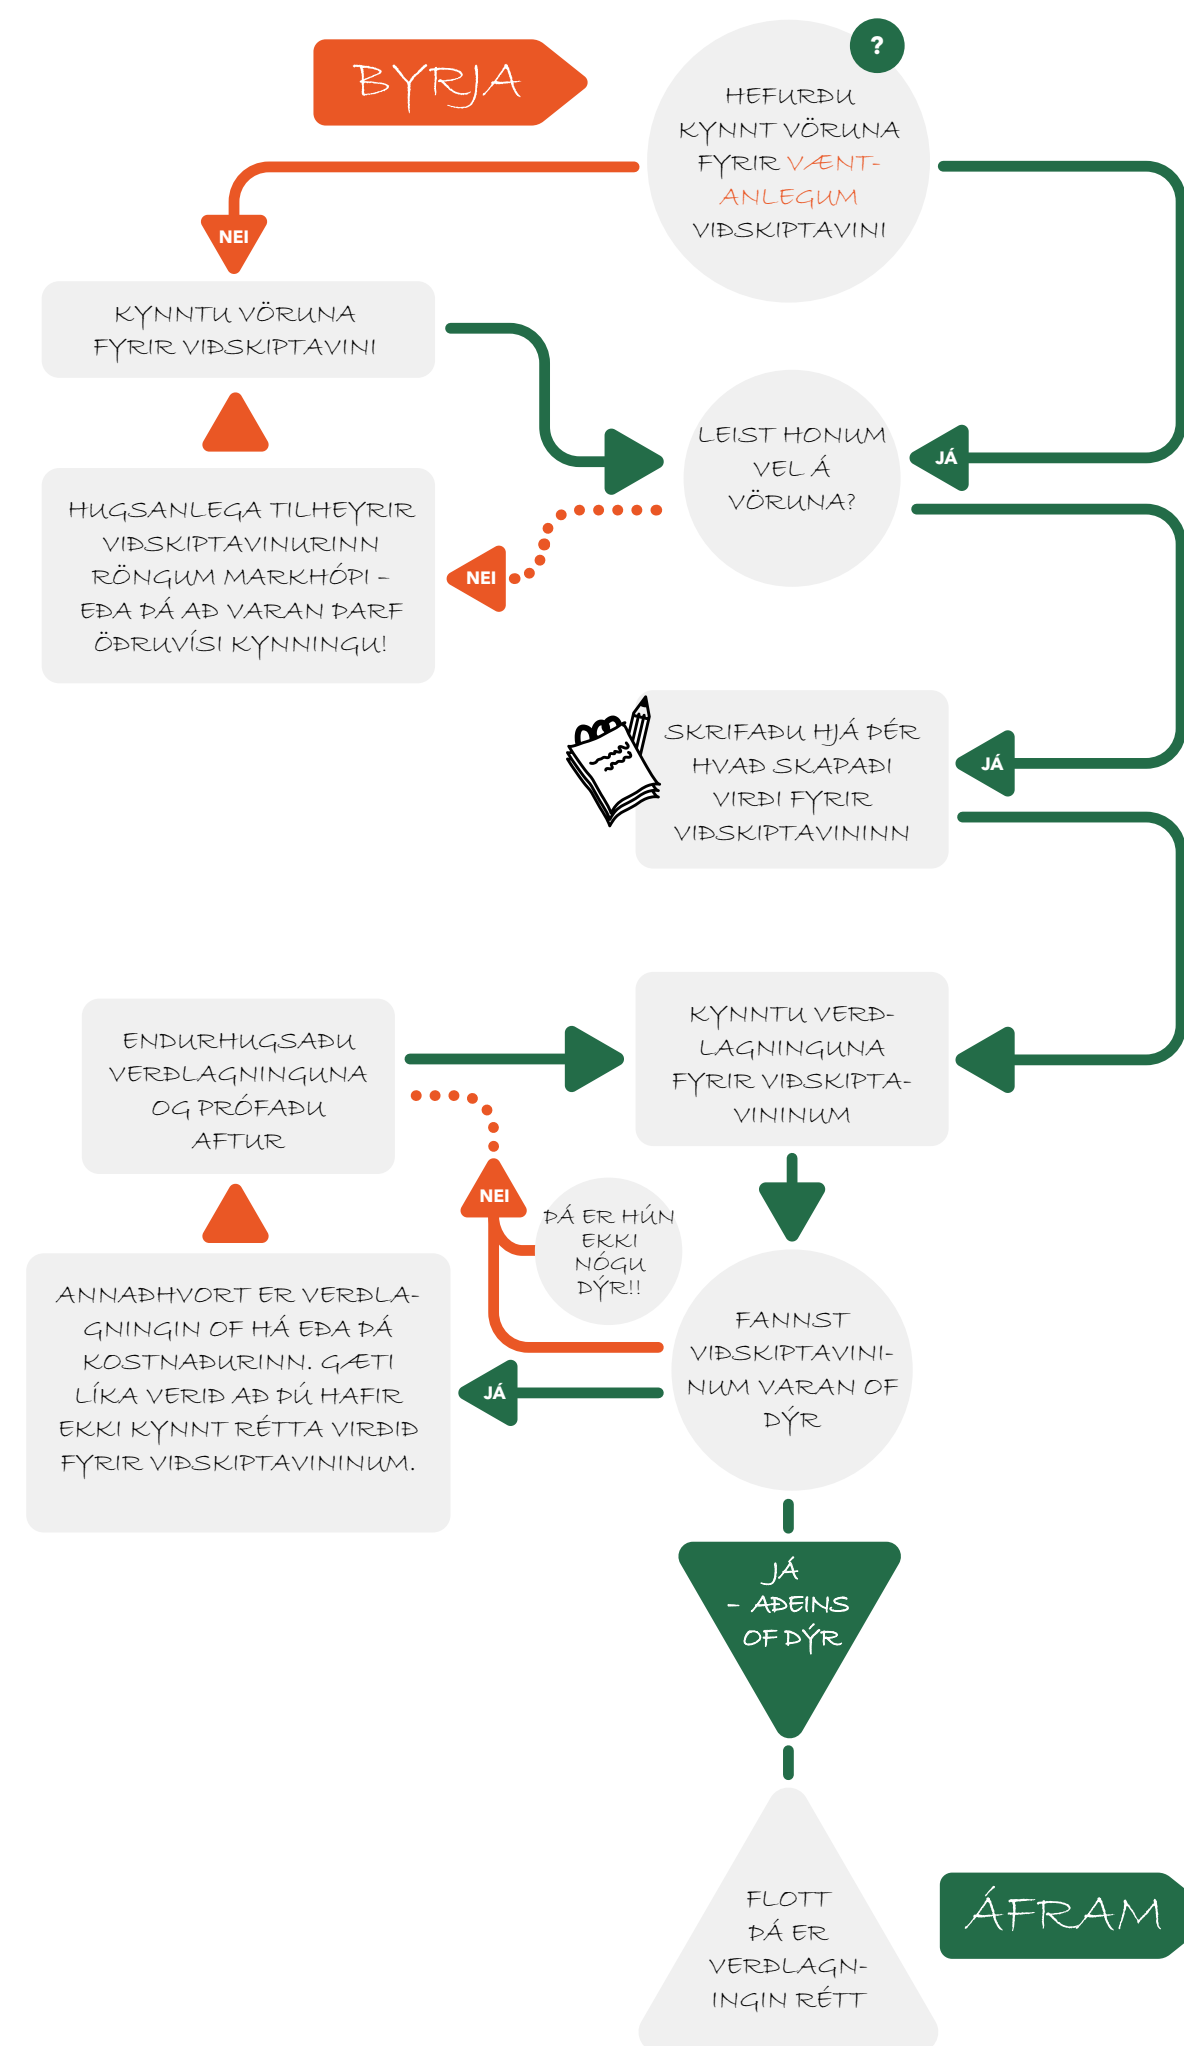 BYRJA
?
HEFURÐU
KYNNT VÖRUNA
FYRIR VÆNT-
ANLEGUM
VIÐSKIPTAVINI
NEI
KYNNTU VÖRUNA
FYRIR VIÐSKIPTAVINI
LEIST HONUM
VEL Á
VÖRUNA?
JÁ
HUGSANLEGA TILHEYRIR
VIÐSKIPTAVINURINN
RÖNGUM MARKHÓPI –
EÐA ÞÁ AÐ VARAN ÞARF
ÖÐRUVÍSI KYNNINGU!
NEI
SKRIFAÐU HJÁ ÞÉR
HVAÐ SKAPAÐI
VIRÐI FYRIR
VIÐSKIPTAVININN
JÁ
ENDURHUGSAÐU
VERÐLAGNINGUNA
OG PRÓFAÐU
AFTUR
KYNNTU VERÐ-
LAGNINGUNA
FYRIR VIÐSKIPTA-
VININUM
NEI
ÞÁ ER HÚN
EKKI
NÓGU
DÝR!!
ANNAÐHVORT ER VERÐLA-
GNINGIN OF HÁ EÐA ÞÁ
KOSTNAÐURINN. GÆTI
LÍKA VERIÐ AÐ ÞÚ HAFIR
EKKI KYNNT RÉTTA VIRÐIÐ
FYRIR VIÐSKIPTAVININUM.
JÁ
FANNST
VIÐSKIPTAVINI-
NUM VARAN OF
DÝR
JÁ
– AÐEINS
OF DÝR
FLOTT
ÞÁ ER
VERÐLAGN-
INGIN RÉTT
ÁFRAM